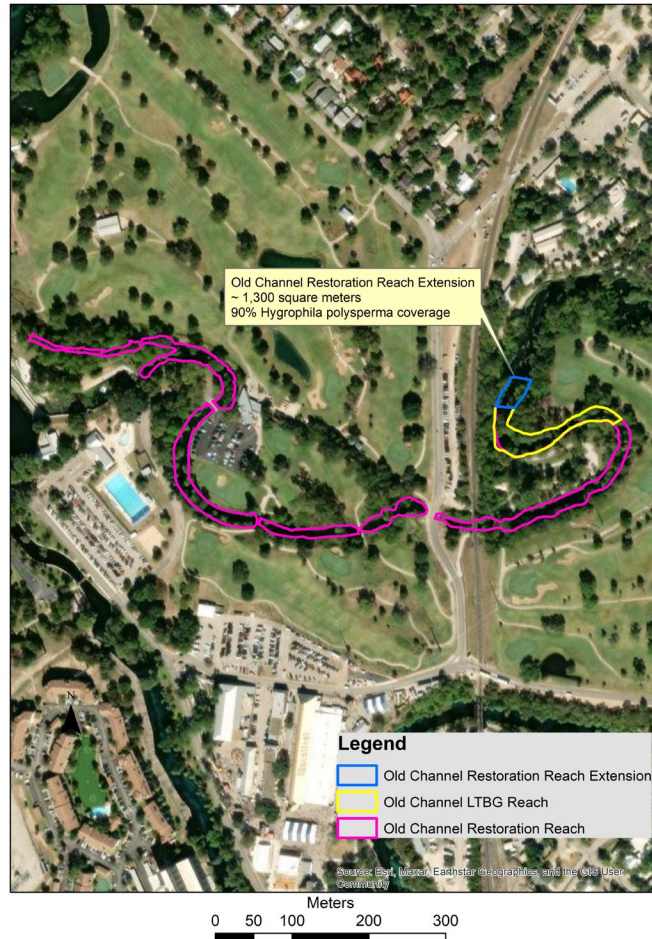 Old Channel Restoration Reach Extension
~ 1,300 square meters
90% Hygrophila polysperma coverage
N
Wurstfest
Legend
Old Channel Restoration Reach Extension
Old Channel LTBG Reach
Old Channel Restoration Reach
Source: Esri, Maxar, Earthstar Geographics, and the GIS User
Community
Meters
0 50 100 200 300